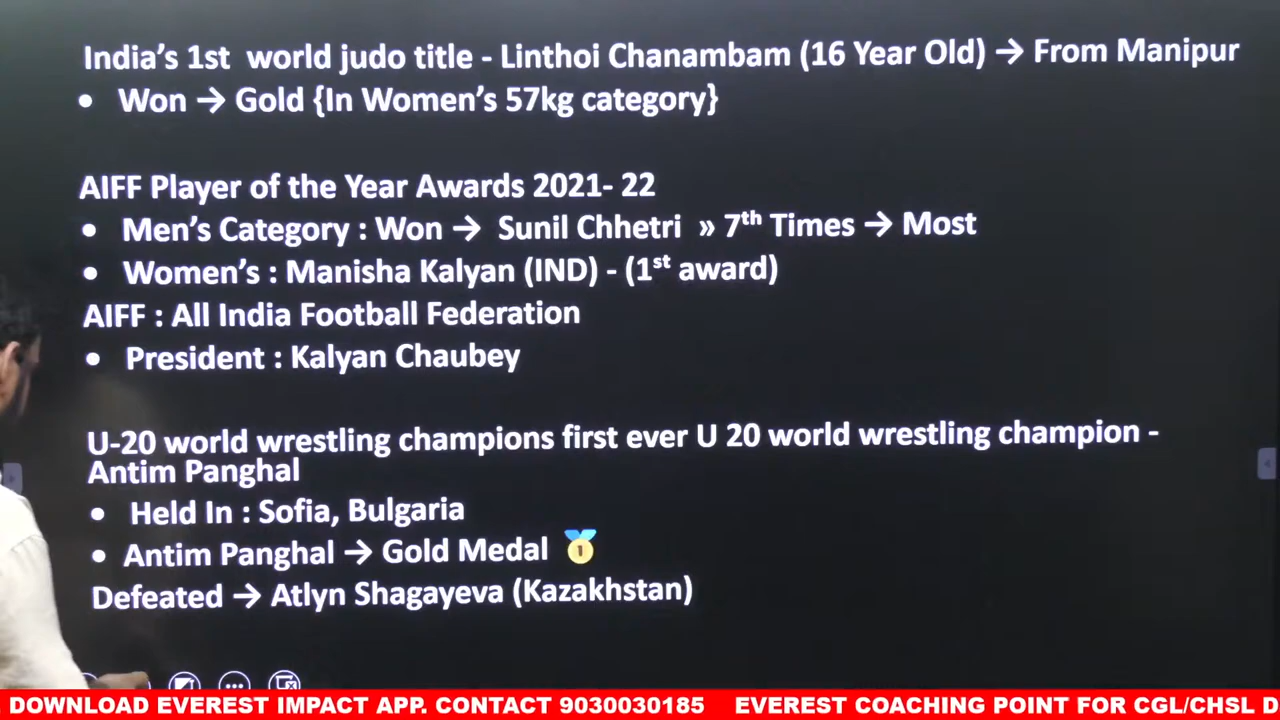 India's 1st world judo title - Linthoi Chanambam (16 Year Old) → From Manipur
• Won → Gold {In Women's 57kg category}
AIFF Player of the Year Awards 2021- 22
• Men's Category : Won → Sunil Chhetri » 7th Times → Most
• Women's : Manisha Kalyan (IND) - (1st award)
AIFF : All India Football Federation
• President : Kalyan Chaubey
U-20 world wrestling champions first ever U 20 world wrestling champion -
Antim Panghal
• Held In : Sofia, Bulgaria
• Antim Panghal → Gold Medal 🥇
Defeated → Atlyn Shagayeva (Kazakhstan)
DOWNLOAD EVEREST IMPACT APP. CONTACT 9030030185 EVEREST COACHING POINT FOR CGL/CHSL